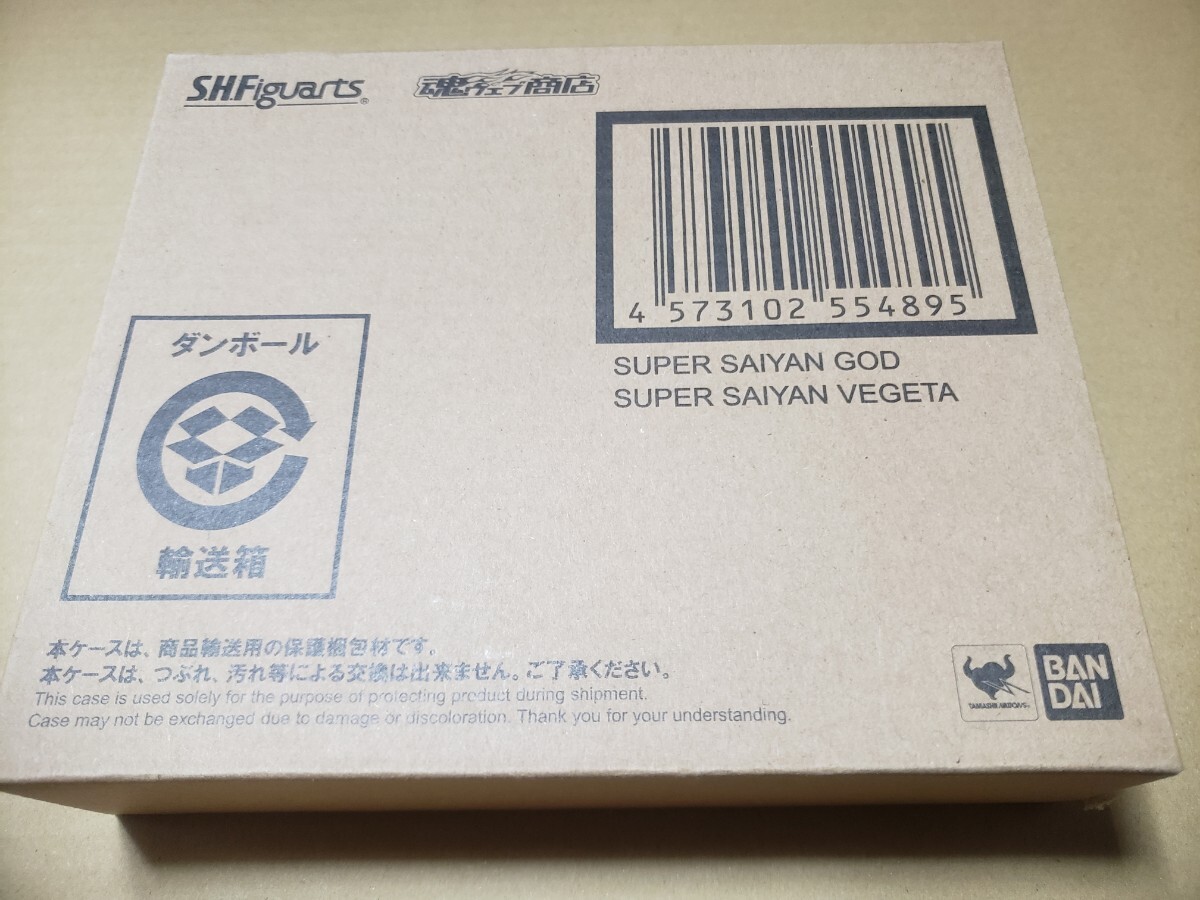 S.H.Figuarts®
魂ウェブ商店
4 573102 554895
SUPER SAIYAN GOD
SUPER SAIYAN VEGETA
ダンボール
輸送箱
本ケースは、商品輸送用の保護梱包材です。
本ケースは、つぶれ、汚れ等による交換は出来ません。ご了承ください。
This case is used solely for the purpose of protecting product during shipment.
Case may not be exchanged due to damage or discoloration. Thank you for your understanding.
TAMASHII NATIONS
BAN
DAI